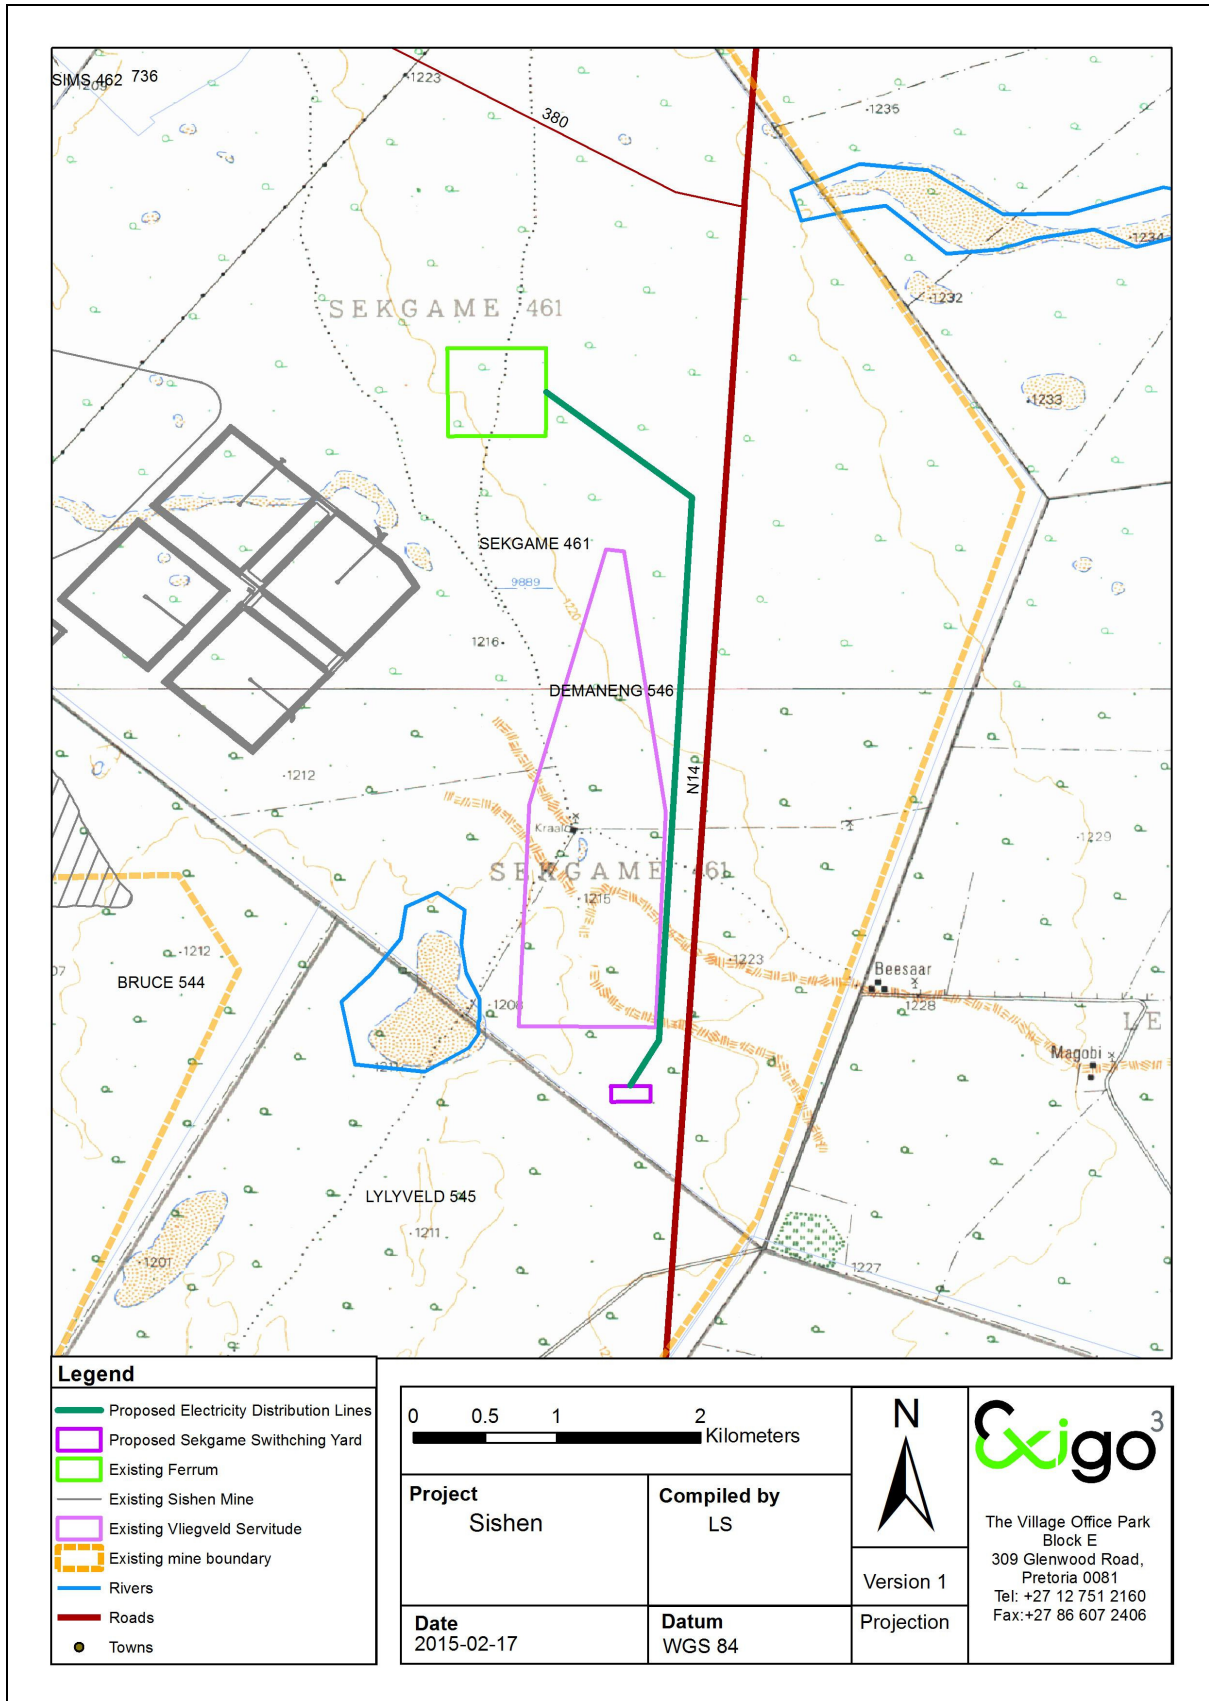 SIMS 462 736
1209
1223
380
1235
1234
1232
SEKGAME 461
1233
SEKGAME 461
9889
1220
1216
DEMANENG 546
N14
1212
Kraal
1229
SEKGAME 461
1215
1212
1223
07
BRUCE 544
Beesaar
1208
1228
LE
Magobi
1211
LYLYVELD 545
1211
1201
1227
Legend
Proposed Electricity Distribution Lines
Proposed Sekgame Swithching Yard
Existing Ferrum
Existing Sishen Mine
Existing Vliegveld Servitude
Existing mine boundary
Rivers
Roads
Towns
0 0.5 1 2
Kilometers
Project
Sishen
Compiled by
LS
Date
2015-02-17
Datum
WGS 84
N
Version 1
Projection
Exigo 3
The Village Office Park
Block E
309 Glenwood Road,
Pretoria 0081
Tel: +27 12 751 2160
Fax:+27 86 607 2406